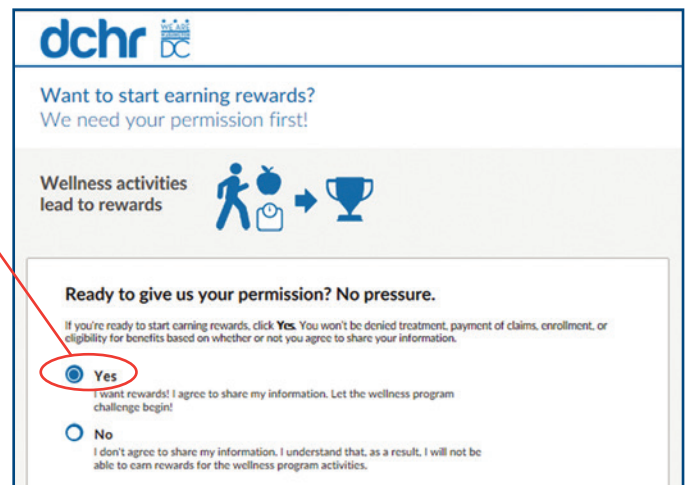 dchr WE ARE
WASHINGTON
DC
Want to start earning rewards?
We need your permission first!
Wellness activities
lead to rewards
Ready to give us your permission? No pressure.
If you're ready to start earning rewards, click Yes. You won't be denied treatment, payment of claims, enrollment, or
eligibility for benefits based on whether or not you agree to share your information.
Yes
I want rewards! I agree to share my information. Let the wellness program
challenge begin!
No
I don't agree to share my information. I understand that, as a result, I will not be
able to earn rewards for the wellness program activities.